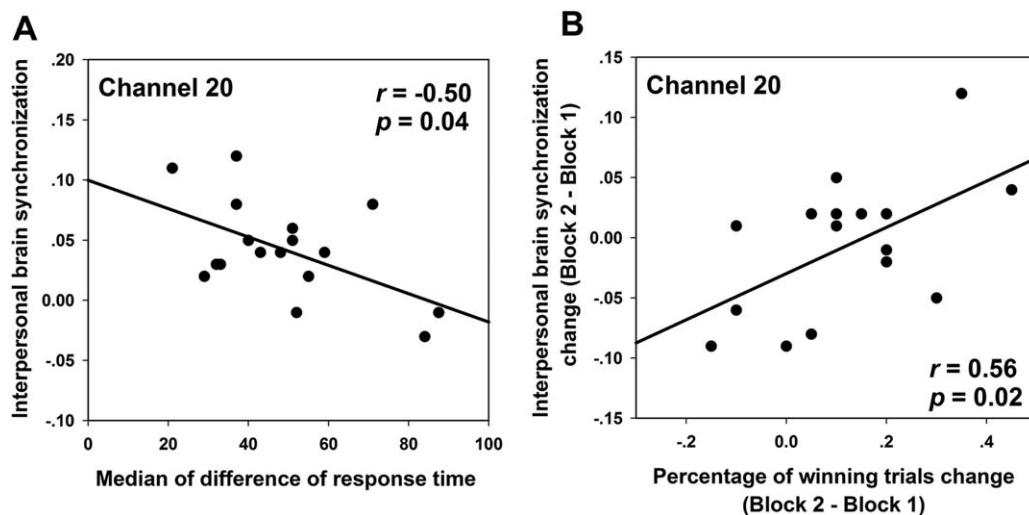 A
Channel 20
r = -0.50
p = 0.04
Interpersonal brain synchronization
.20
.15
.10
.05
0.00
-.05
-.10
0 20 40 60 80 100
Median of difference of response time
B
Channel 20
r = 0.56
p = 0.02
Interpersonal brain synchronization
change (Block 2 - Block 1)
.15
.10
.05
0.00
-.05
-.10
-.15
-.2 0.0 .2 .4
Percentage of winning trials change
(Block 2 - Block 1)